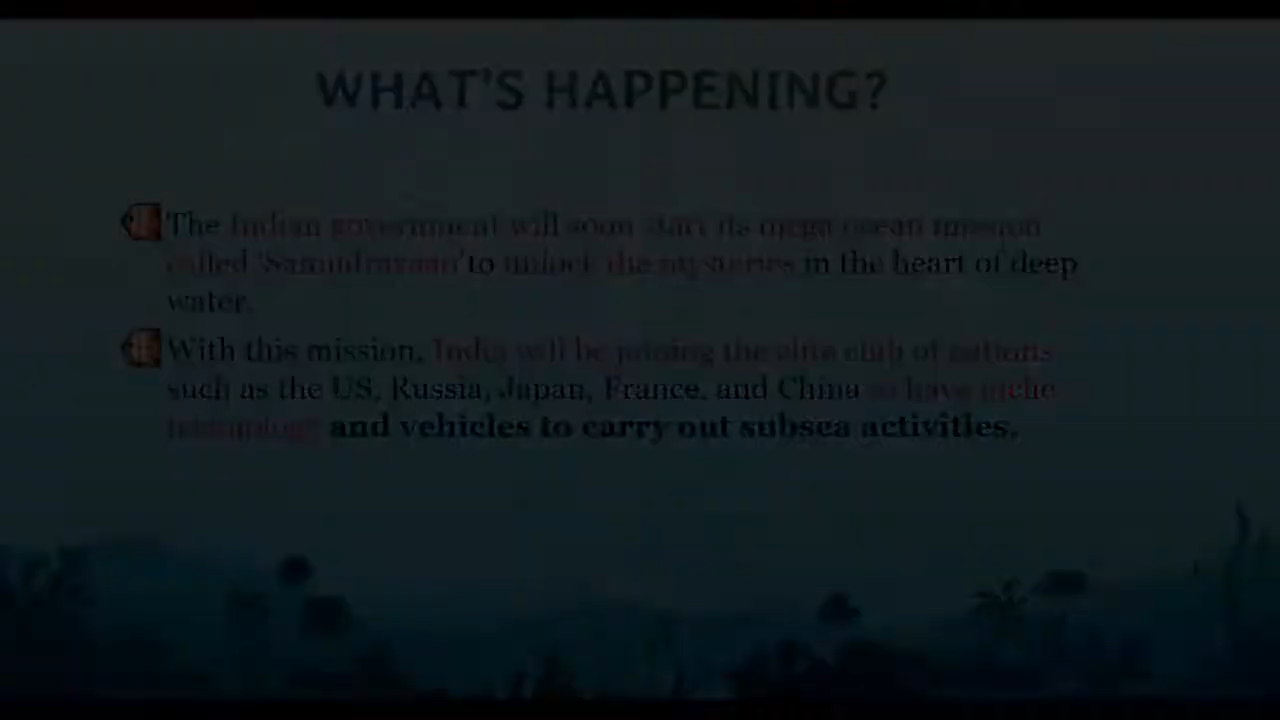 WHAT'S HAPPENING?
The Indian government will soon start its mega ocean mission
called 'Samudrayaan' to unlock the mysteries in the heart of deep
water.
With this mission, India will be joining the elite club of nations
such as the US, Russia, Japan, France, and China to have niche
technology and vehicles to carry out subsea activities.